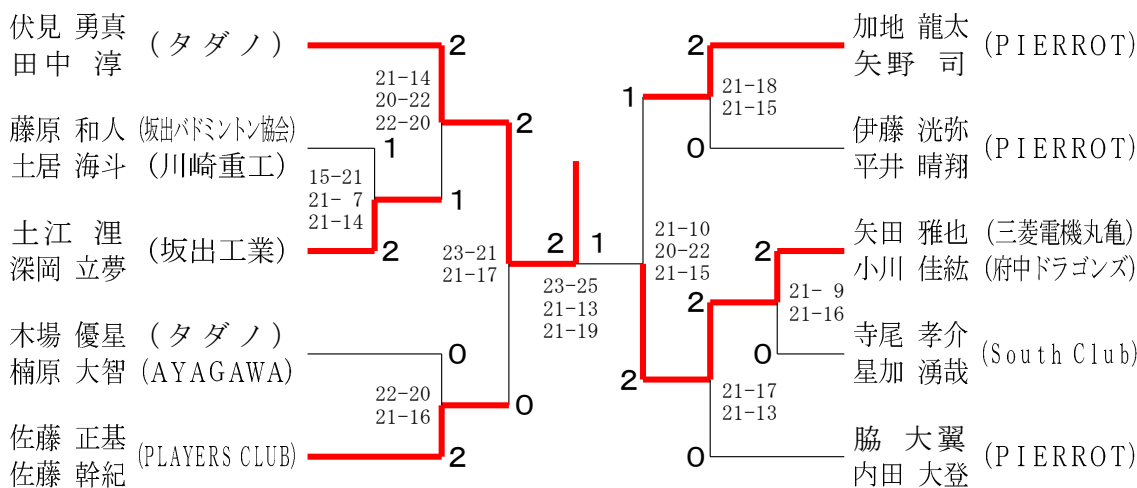 伏見 勇真
田中 淳
(タダノ)
2
21-14
20-22
22-20
藤原 和人 (坂出バドミントン協会)
土居 海斗 (川崎重工)
1
15-21
21- 7
21-14
1
土江 浬
深岡 立夢
(坂出工業)
2
2
23-21
21-17
木場 優星 (タダノ)
楠原 大智 (AYAGAWA)
0
22-20
21-16
0
佐藤 正基
佐藤 幹紀
(PLAYERS CLUB)
2
2
1
23-25
21-13
21-19
加地 龍太
矢野 司
(PIERROT)
2
1
21-18
21-15
伊藤 洸弥
平井 晴翔
(PIERROT)
0
21-10
20-22
21-15
矢田 雅也 (三菱電機丸亀)
小川 佳紘 (府中ドラゴンズ)
2
2
21- 9
21-16
寺尾 孝介
星加 湧哉
(South Club)
0
2
21-17
21-13
脇 大翼
内田 大登
(PIERROT)
0